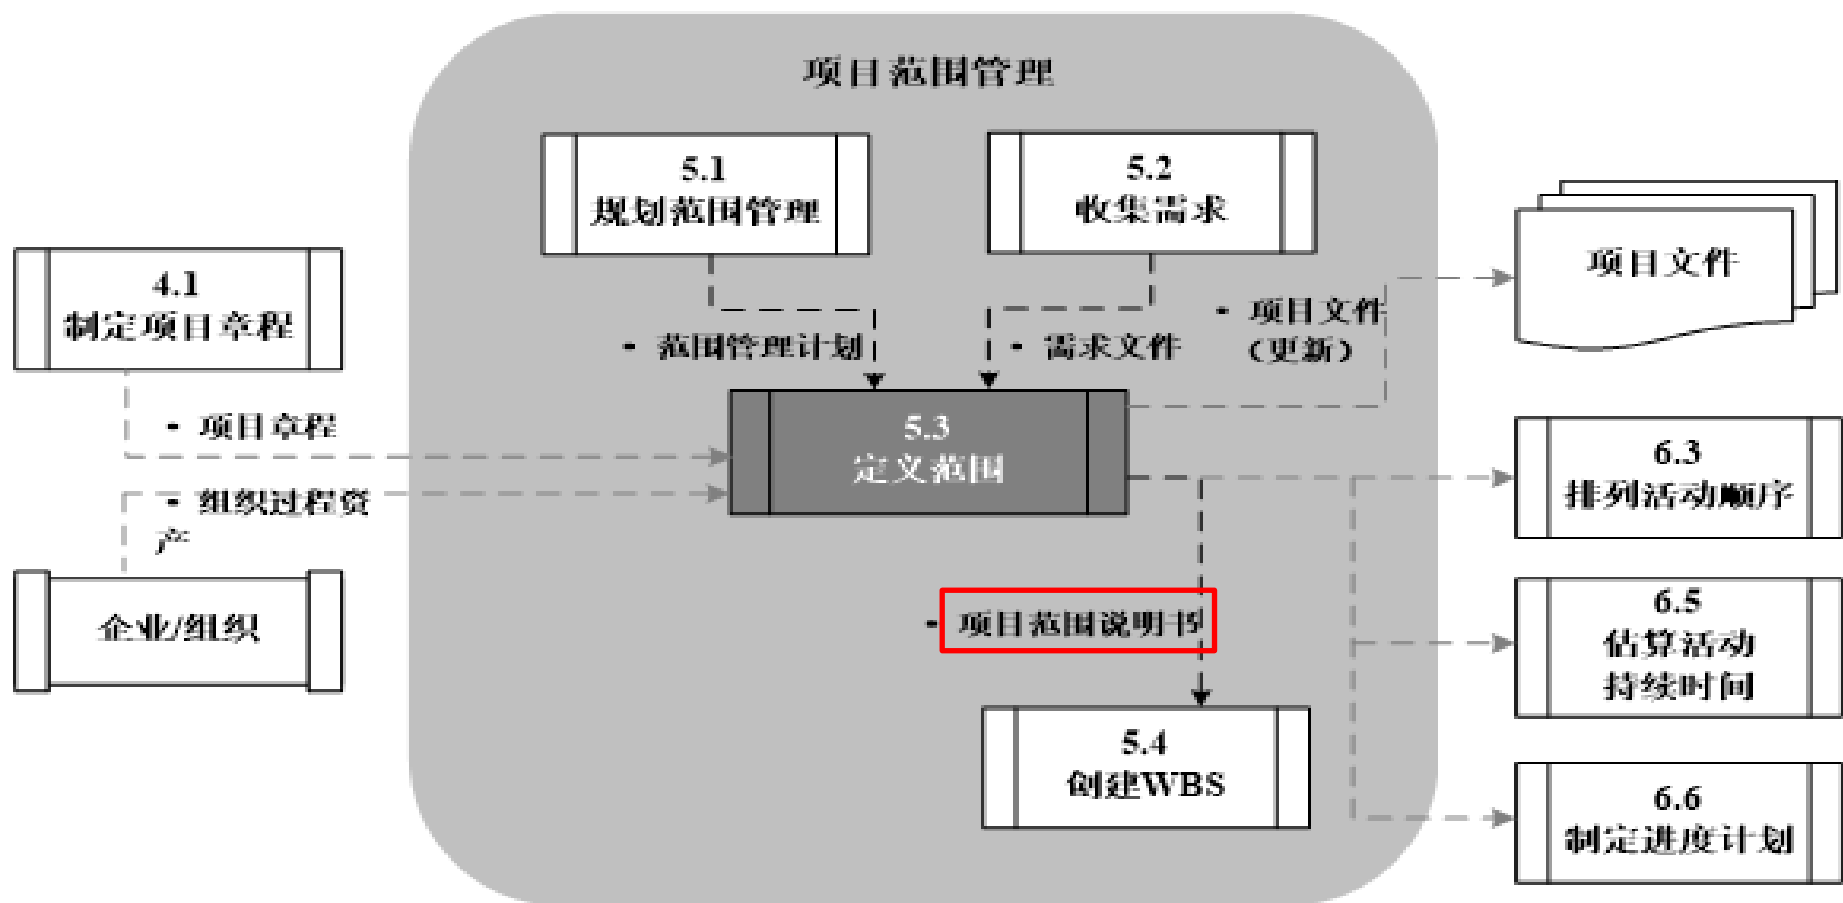 项目范围管理
5.1
规划范围管理
5.2
收集需求
4.1
制定项目章程
项目文件
• 范围管理计划
• 需求文件
• 项目文件
（更新）
• 项目章程
5.3
定义范围
6.3
排列活动顺序
• 组织过程资
产
企业/组织
• 项目范围说明书
6.5
估算活动
持续时间
5.4
创建WBS
6.6
制定进度计划